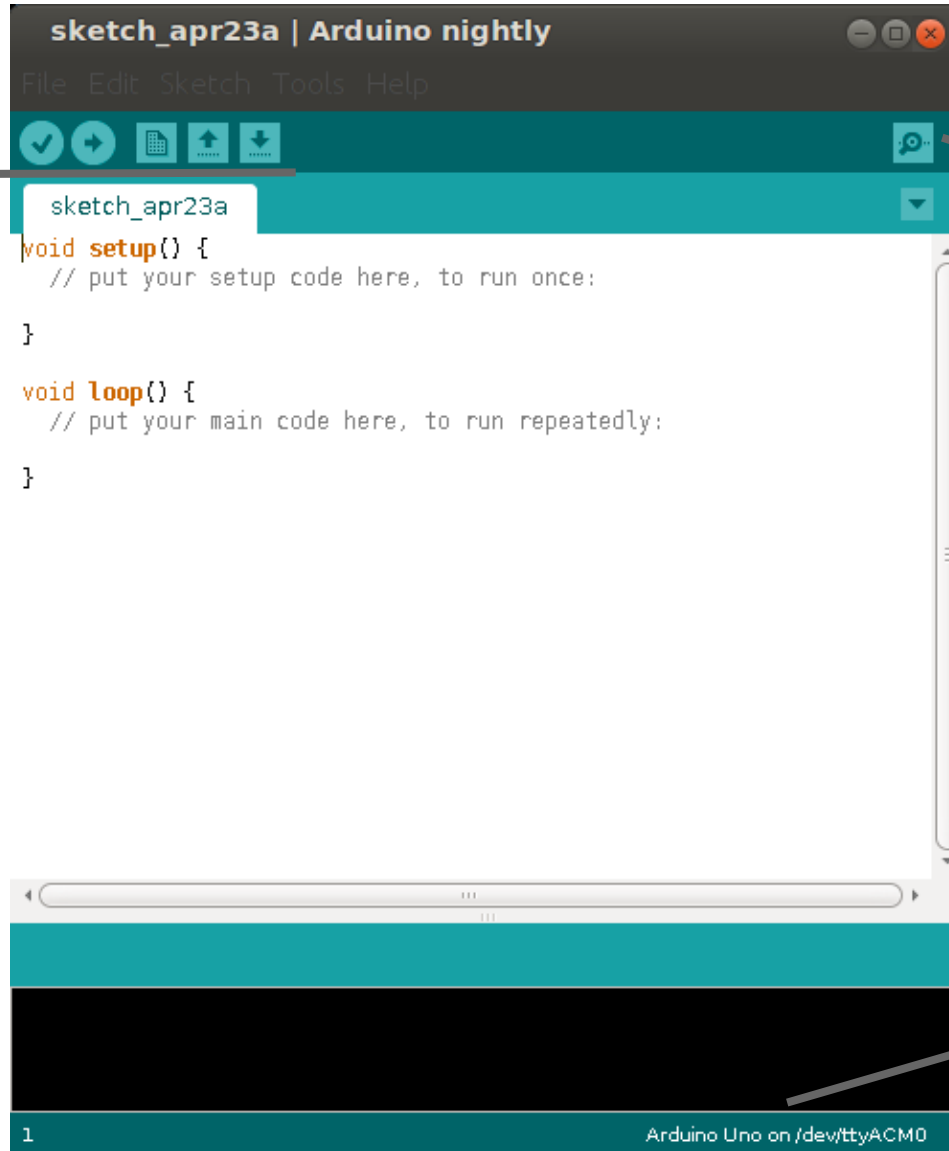 sketch_apr23a | Arduino nightly
File Edit Sketch Tools Help
sketch_apr23a
void setup() {
  // put your setup code here, to run once:
}
void loop() {
  // put your main code here, to run repeatedly:
}
1 Arduino Uno on /dev/ttyACM0